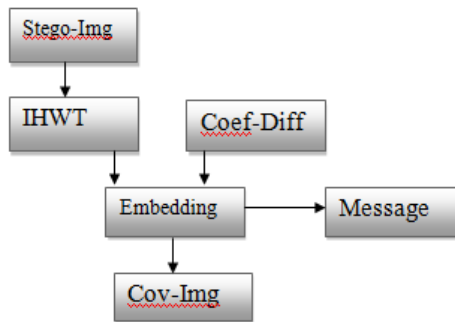 Stego-Img
IHWT
Coef-Diff
Embedding
Message
Cov-Img